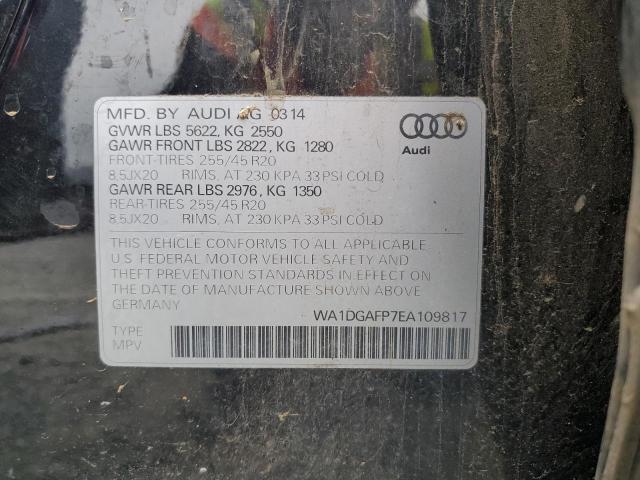 MFD. BY AUDI AG 0314
GVWR LBS 5622, KG 2550
GAWR FRONT LBS 2822, KG 1280
FRONT-TIRES 255/45 R20
8,5JX20 RIMS, AT 230 KPA 33 PSI COLD
GAWR REAR LBS 2976, KG 1350
REAR-TIRES 255/45 R20
8,5JX20 RIMS, AT 230 KPA 33 PSI COLD
Audi
THIS VEHICLE CONFORMS TO ALL APPLICABLE
U.S FEDERAL MOTOR VEHICLE SAFETY AND
THEFT PREVENTION STANDARDS IN EFFECT ON
THE DATE OF MANUFACTURE SHOWN ABOVE
GERMANY
WA1DGAFP7EA109817
TYPE
MPV